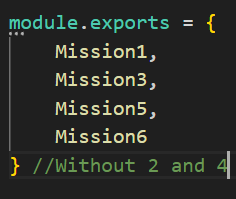 module.exports = {
    Mission1,
    Mission3,
    Mission5,
    Mission6
} //Without 2 and 4